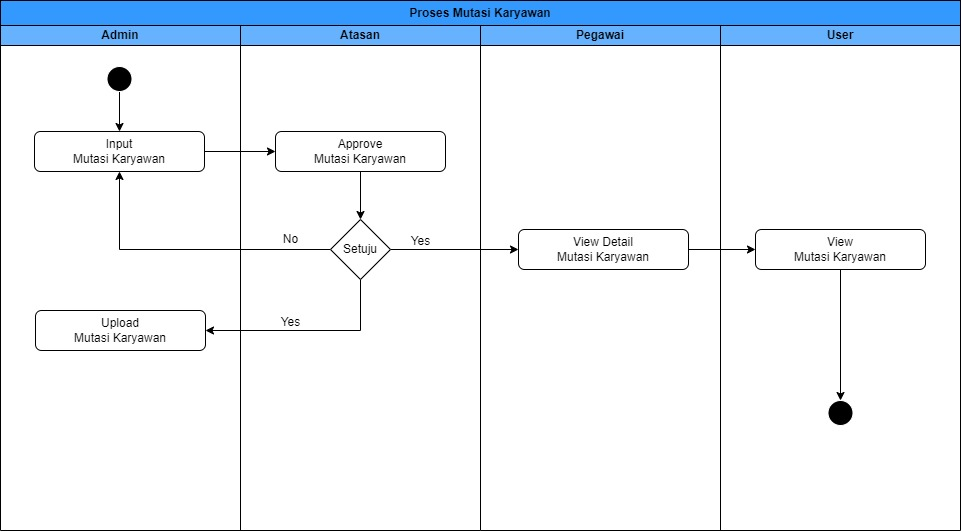 Proses Mutasi Karyawan
Admin
Atasan
Pegawai
User
Input
Mutasi Karyawan
Approve
Mutasi Karyawan
No
Setuju
Yes
View Detail
Mutasi Karyawan
View
Mutasi Karyawan
Upload
Mutasi Karyawan
Yes